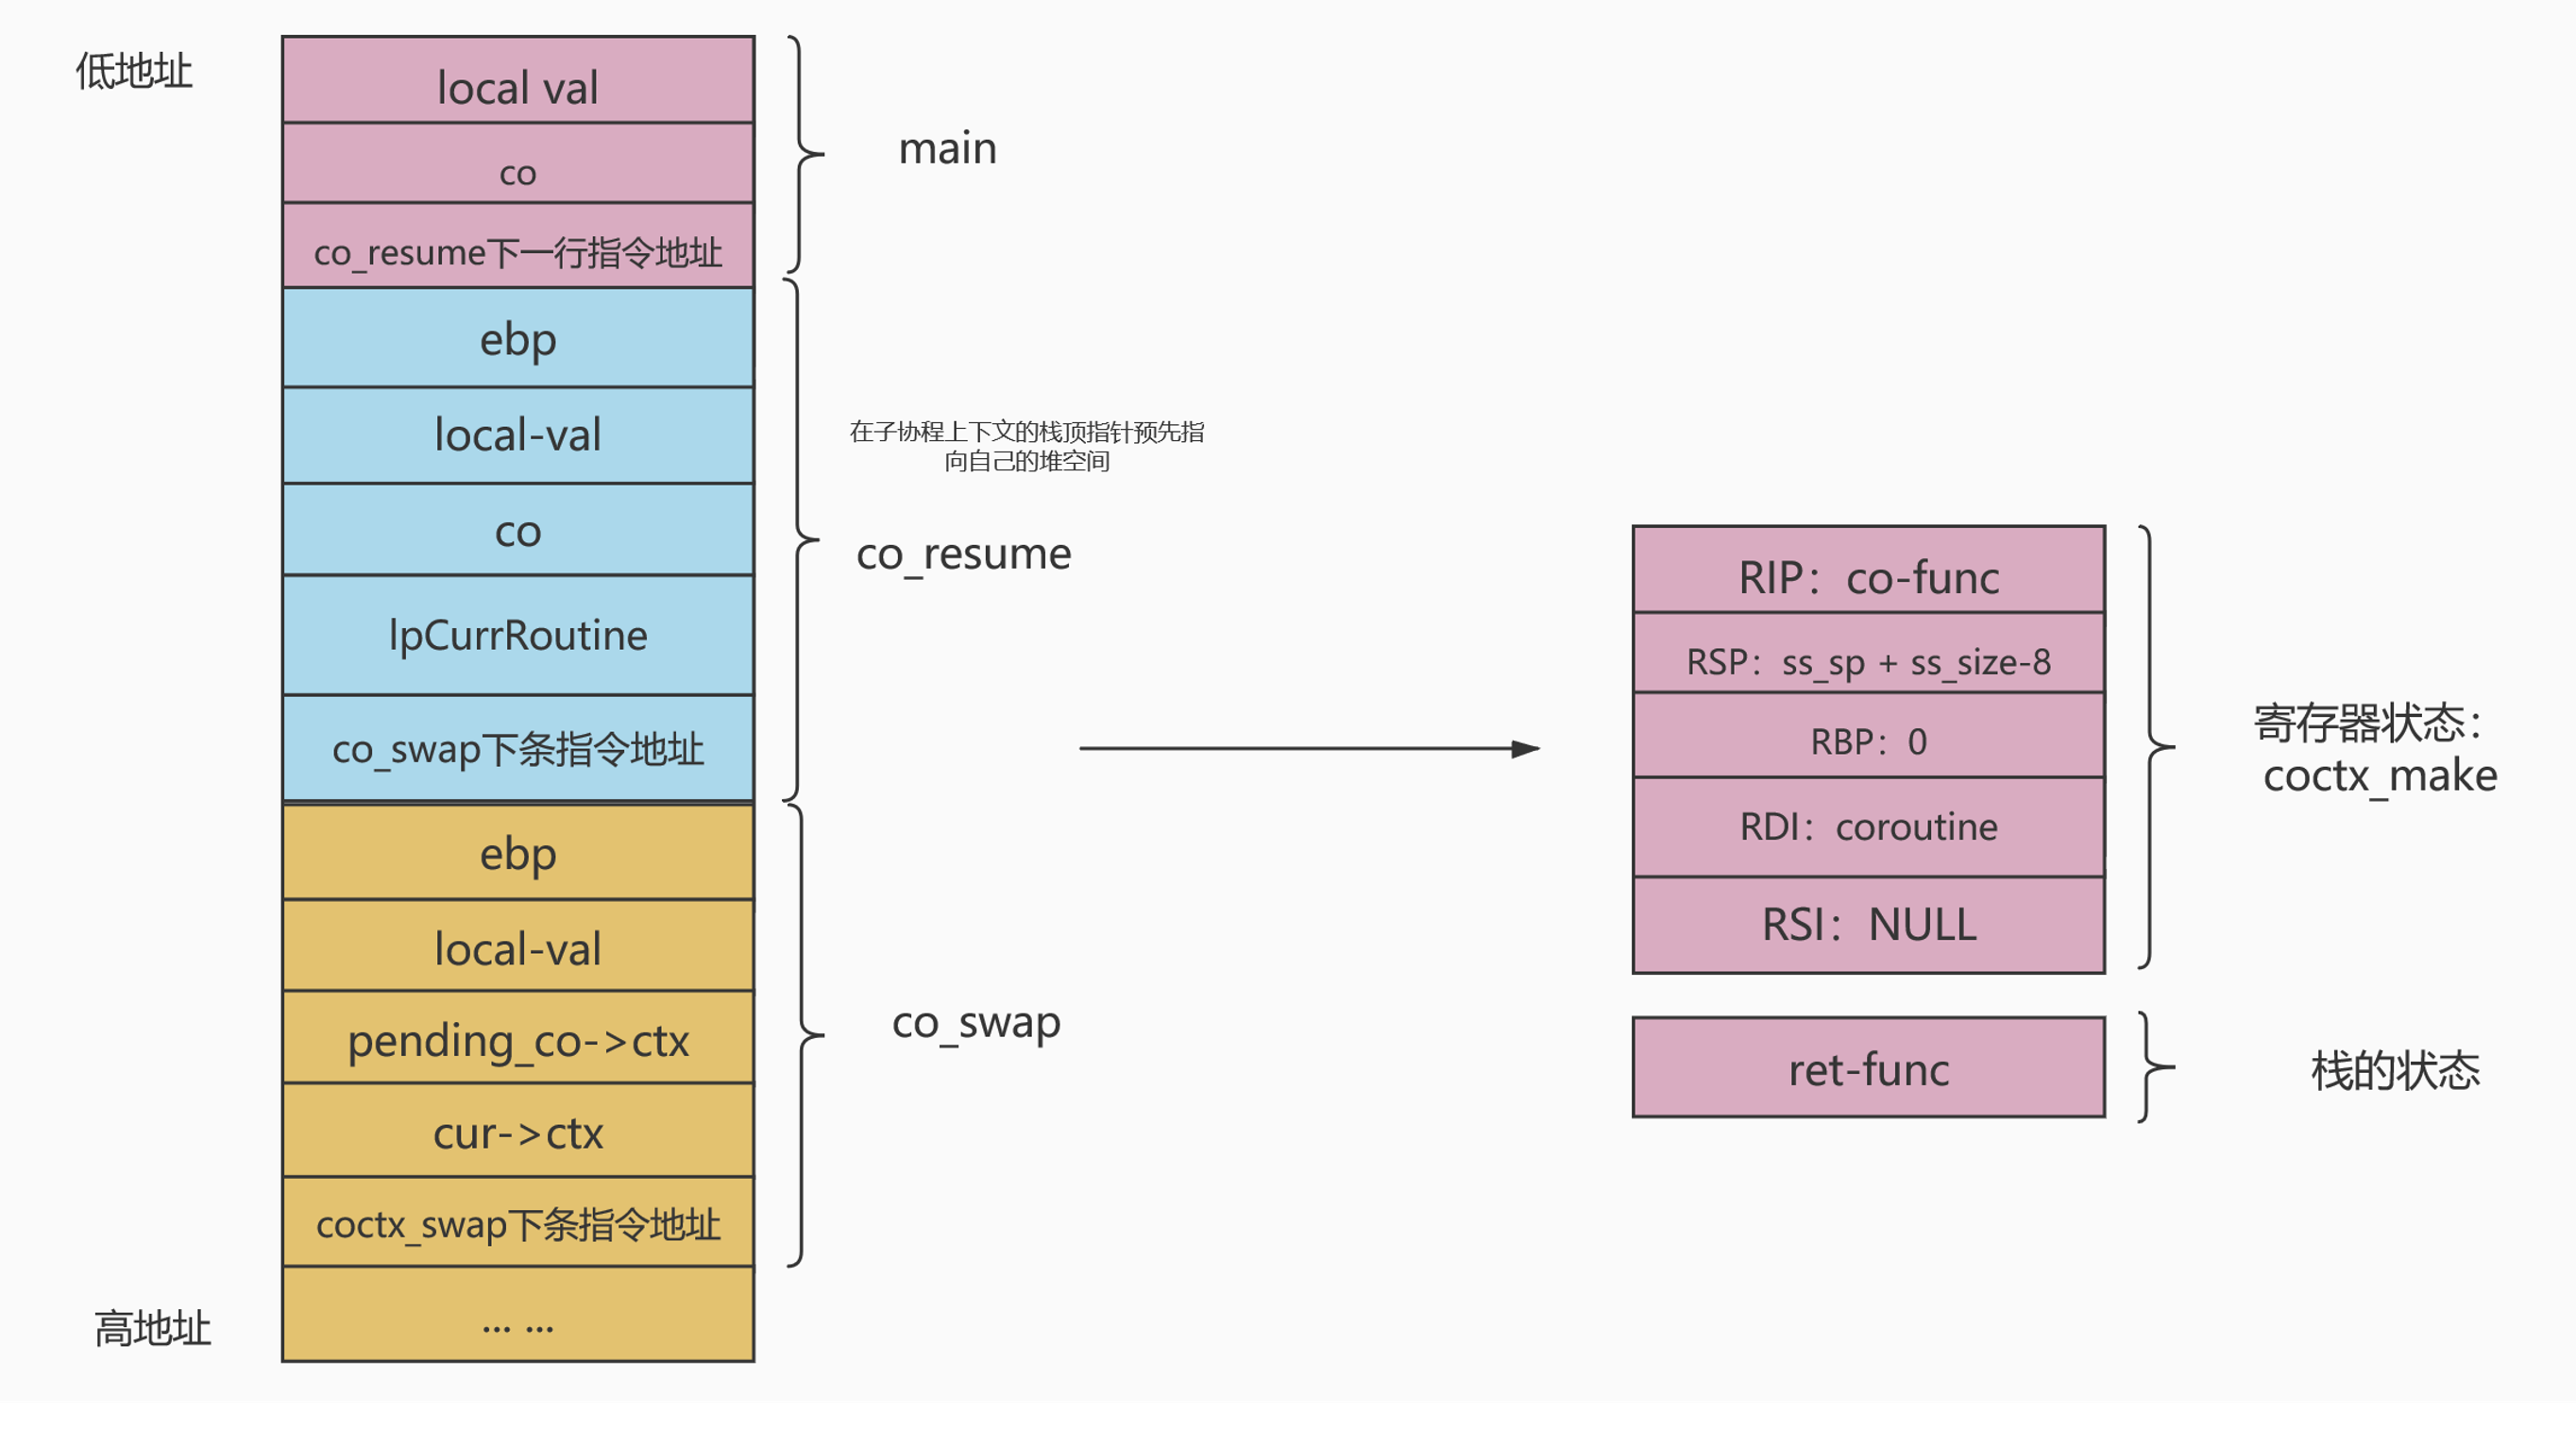 低地址
local val
co
co_resume下一行指令地址
main
ebp
local-val
co
lpCurrRoutine
co_swap下条指令地址
在子协程上下文的栈顶指针预先指
向自己的堆空间
co_resume
ebp
local-val
pending_co->ctx
cur->ctx
coctx_swap下条指令地址
... ...
co_swap
高地址
RIP：co-func
RSP：ss_sp + ss_size-8
RBP：0
RDI：coroutine
RSI：NULL
寄存器状态：
coctx_make
ret-func
栈的状态